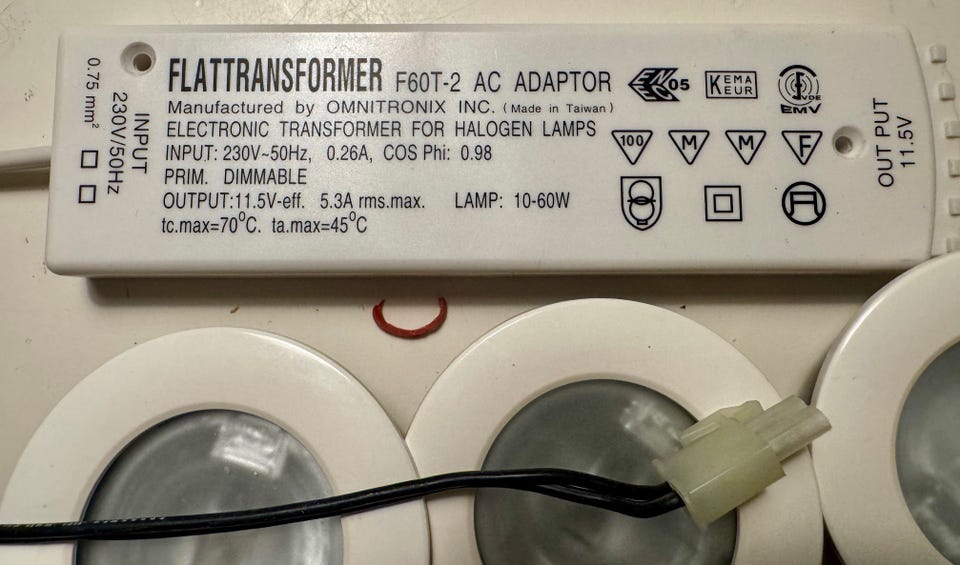 FLATTRANSFORMER F60T-2 AC ADAPTOR
Manufactured by OMNITRONIX INC. (Made in Taiwan)
ELECTRONIC TRANSFORMER FOR HALOGEN LAMPS
INPUT: 230V~50Hz, 0.26A, COS Phi: 0.98
PRIM. DIMMABLE
OUTPUT:11.5V-eff. 5.3A rms.max. LAMP: 10-60W
tc.max=70°C. ta.max=45°C
INPUT
230V/50Hz
0.75 mm²
05
KEMA
KEUR
VDE
EMV
100
M
M
F
OUTPUT
11.5V